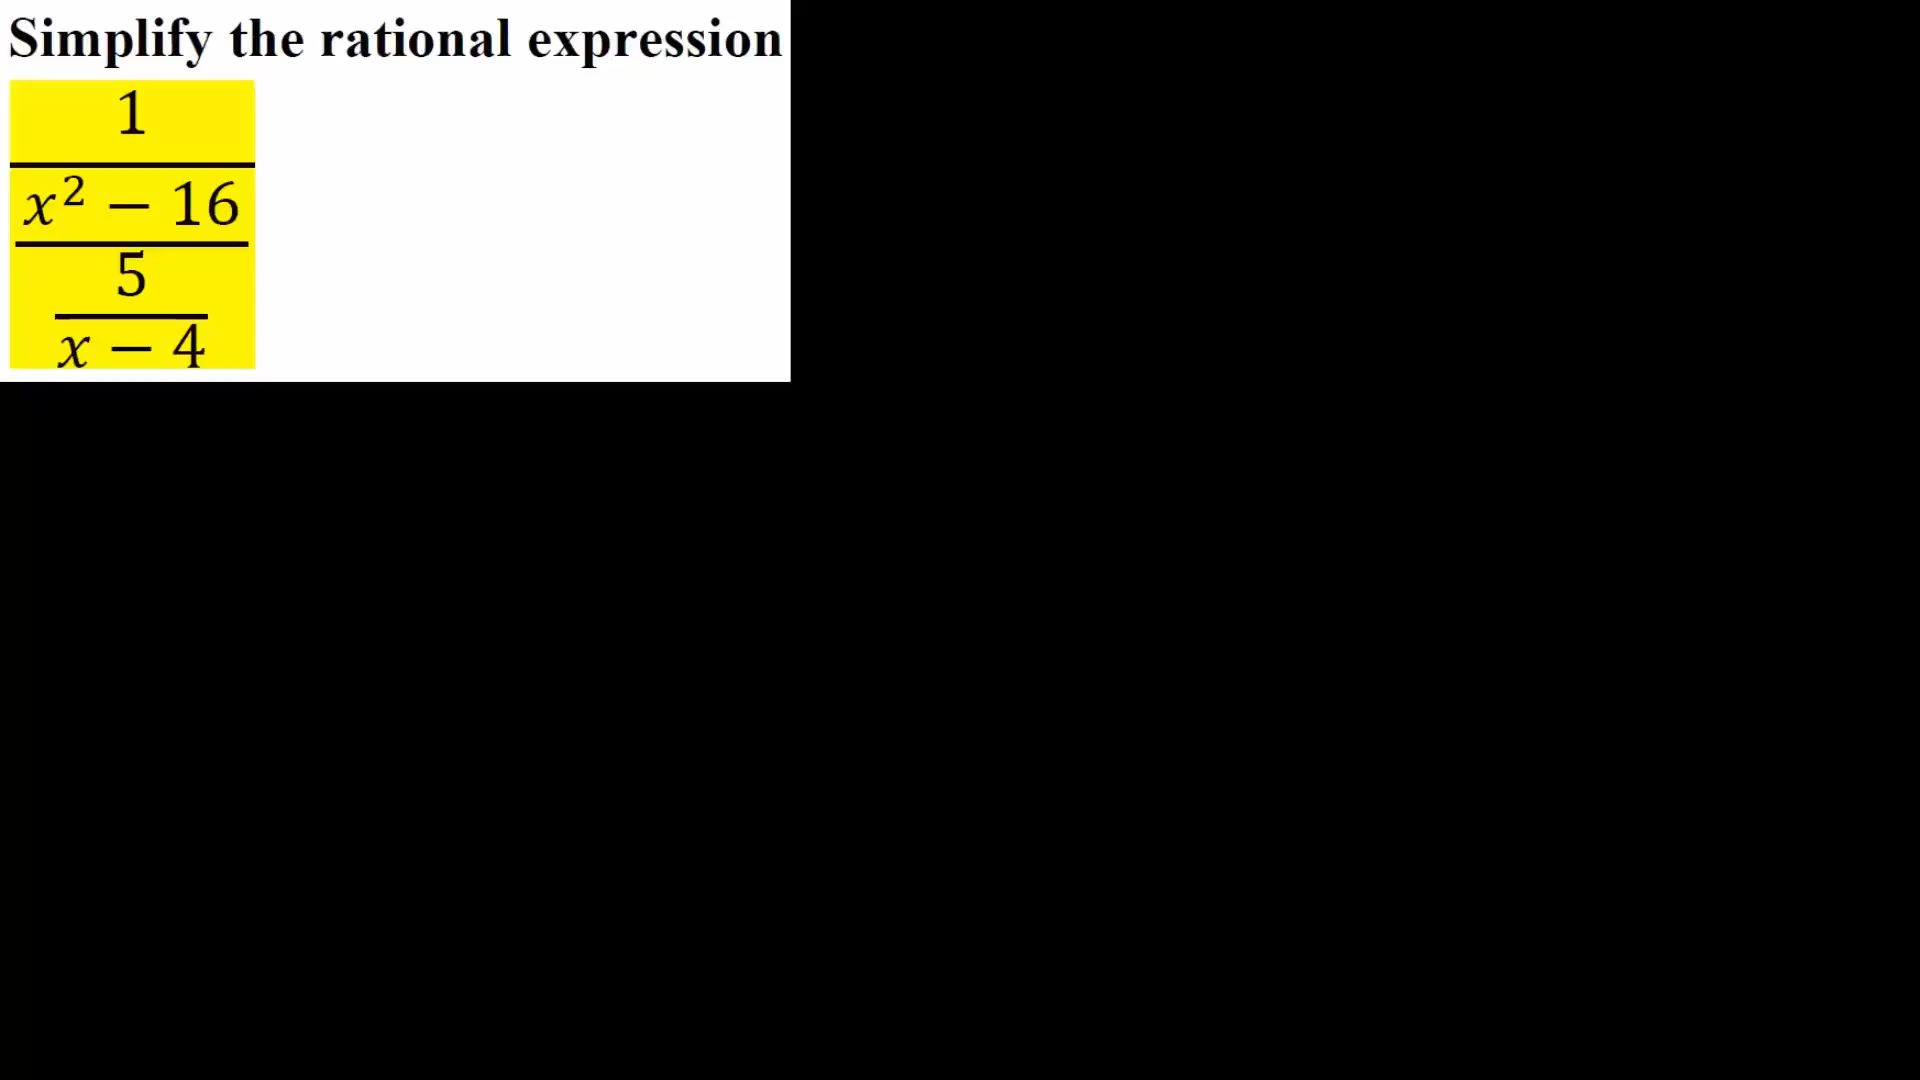 Simplify the rational expression
1
x² − 16
5
x − 4